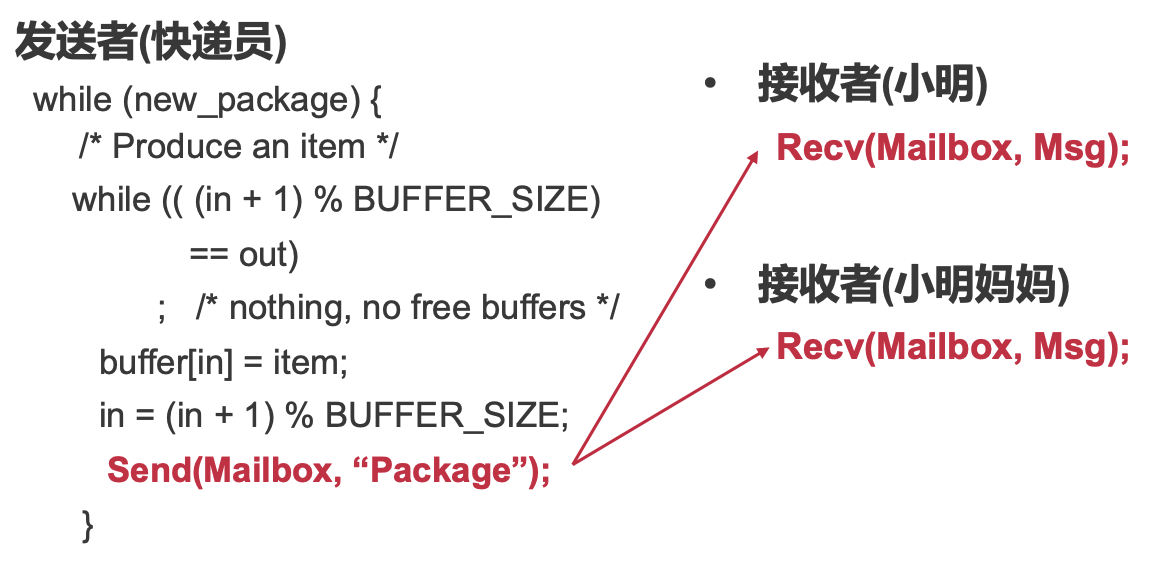 发送者(快递员)
while (new_package) {
/* Produce an item */
while (( (in + 1) % BUFFER_SIZE)
== out)
; /* nothing, no free buffers */
buffer[in] = item;
in = (in + 1) % BUFFER_SIZE;
Send(Mailbox, “Package”);
}
• 接收者(小明)
Recv(Mailbox, Msg);
• 接收者(小明妈妈)
Recv(Mailbox, Msg);